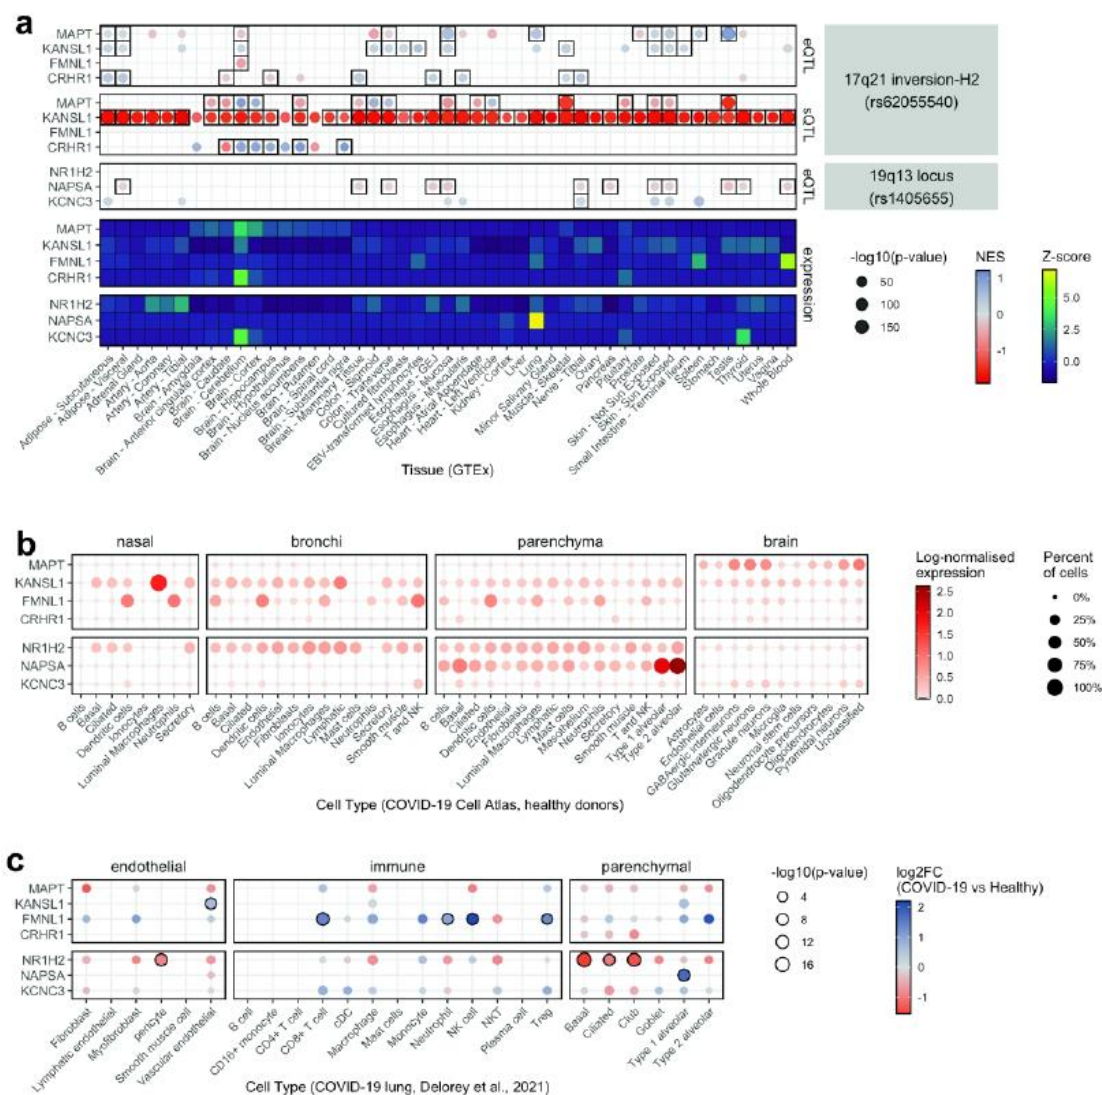 a
MAPT
KANSL1
FMNL1
CRHR1
eQTL
MAPT
KANSL1
FMNL1
CRHR1
sQTL
17q21 inversion-H2
(rs62055540)
NR1H2
NAPSA
KCNC3
eQTL
19q13 locus
(rs1405655)
MAPT
KANSL1
FMNL1
CRHR1
NR1H2
NAPSA
KCNC3
expression
-log10(p-value)
50
100
150
NES
1
0
-1
Z-score
5.0
2.5
0.0
Adipose - Subcutaneous
Adipose - Visceral
Adrenal Gland
Artery - Aorta
Artery - Coronary
Artery - Tibial
Brain - Amygdala
Brain - Anterior cingulate cortex
Brain - Caudate
Brain - Cerebellum
Brain - Cortex
Brain - Hippocampus
Brain - Hypothalamus
Brain - Nucleus accumbens
Brain - Putamen
Brain - Spinal cord
Brain - Substantia nigra
Breast - Mammary Tissue
Colon - Sigmoid
Colon - Transverse
Cultured fibroblasts
EBV-transformed lymphocytes
Esophagus - GEJ
Esophagus - Mucosa
Esophagus - Muscularis
Heart - Atrial Appendage
Heart - Left Ventricle
Kidney - Cortex
Liver
Lung
Minor Salivary Gland
Muscle - Skeletal
Nerve - Tibial
Ovary
Pancreas
Pituitary
Prostate
Skin - Not Sun Exposed
Skin - Sun Exposed
Small Intestine - Terminal Ileum
Spleen
Stomach
Testis
Thyroid
Uterus
Vagina
Whole Blood
Tissue (GTEx)
b
nasal
bronchi
parenchyma
brain
MAPT
KANSL1
FMNL1
CRHR1
NR1H2
NAPSA
KCNC3
Log-normalised
expression
2.5
2.0
1.5
1.0
0.5
0.0
Percent
of cells
0%
25%
50%
75%
100%
B cells
Basal
Ciliated
Dendritic cells
Ionocytes
Luminal Macrophages
Neutrophils
Secretory
B cells
Basal
Ciliated
Dendritic cells
Endothelial
Fibroblasts
Ionocytes
Luminal Macrophages
Lymphatic
Mast cells
Neutrophils
Secretory
Smooth muscle
T and NK
B cells
Basal
Ciliated
Dendritic cells
Endothelial
Fibroblasts
Luminal Macrophages
Lymphatic
Mast cells
Mesothelium
Neutrophils
Secretory
Smooth muscle
T and NK
Type 1 alveolar
Type 2 alveolar
Astrocytes
Endothelial cells
GABAergic interneurons
Glutamatergic neurons
Granule neurons
Microglia
Neuronal stem cells
Oligodendrocyte precursors
Oligodendrocytes
Pyramidal neurons
Unclassified
Cell Type (COVID-19 Cell Atlas, healthy donors)
c
endothelial
immune
parenchymal
MAPT
KANSL1
FMNL1
CRHR1
NR1H2
NAPSA
KCNC3
-log10(p-value)
4
8
12
16
log2FC
(COVID-19 vs Healthy)
2
1
0
-1
Fibroblast
Lymphatic endothelial
Myofibroblast
pericyte
Smooth muscle cell
Vascular endothelial
B cell
CD16+ monocyte
CD4+ T cell
CD8+ T cell
cDC
Macrophage
Mast cells
Monocyte
Neutrophil
NK cell
NKT
Plasma cell
Treg
Basal
Ciliated
Club
Goblet
Type 1 alveolar
Type 2 alveolar
Cell Type (COVID-19 lung, Delorey et al., 2021)